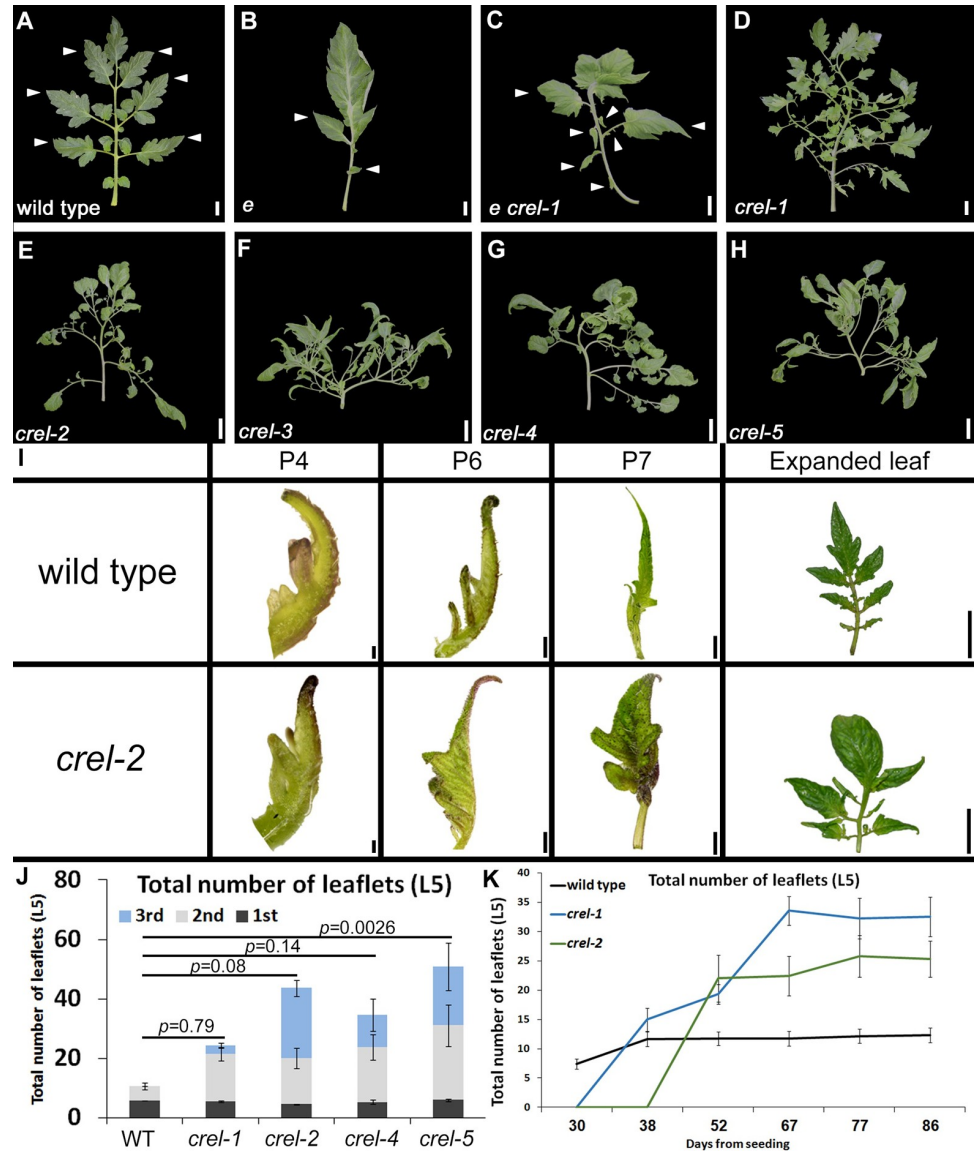 A
wild type
B
e
C
e crel-1
D
crel-1
E
crel-2
F
crel-3
G
crel-4
H
crel-5
I
P4
P6
P7
Expanded leaf
wild type
crel-2
J
Total number of leaflets (L5)
3rd
2nd
1st
p=0.0026
p=0.14
p=0.08
p=0.79
Total number of leaflets (L5)
80
60
40
20
0
WT
crel-1
crel-2
crel-4
crel-5
K
Total number of leaflets (L5)
wild type
crel-1
crel-2
Total number of leaflets (L5)
40
35
30
25
20
15
10
5
0
30
38
52
67
77
86
Days from seeding